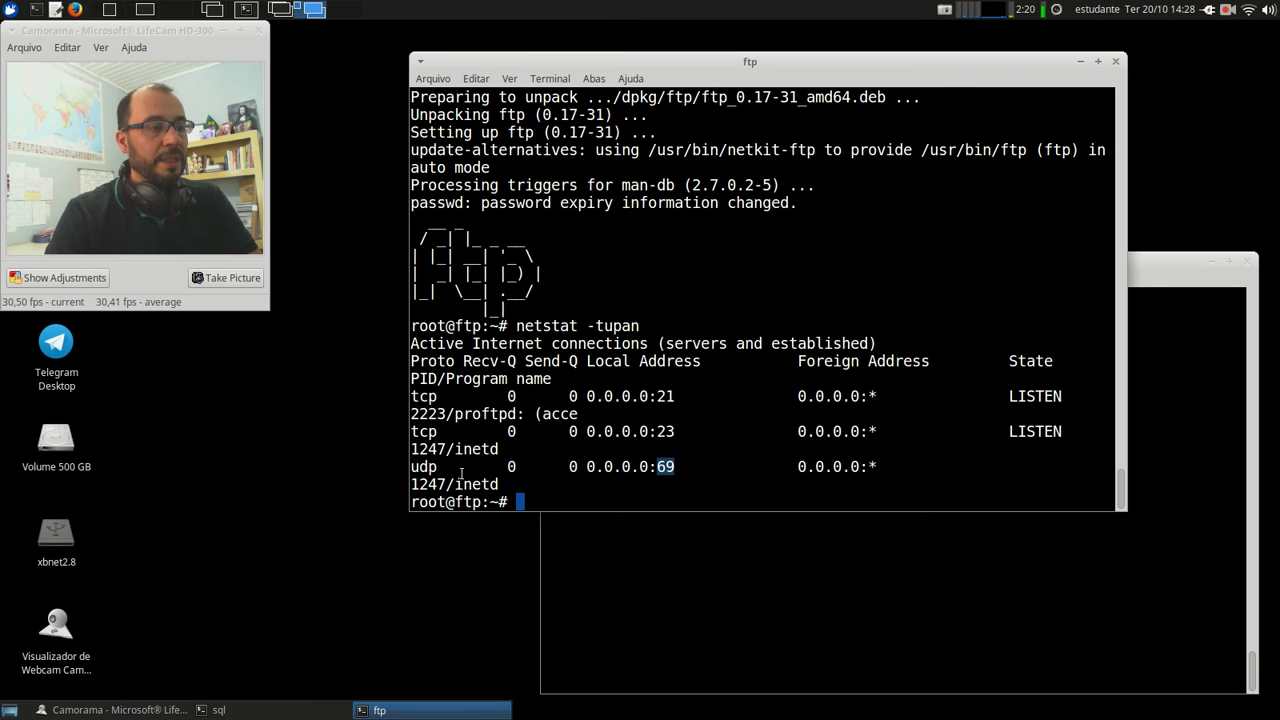 2:20 estudante Ter 20/10 14:28
Camorama - Microsoft® LifeCam HD-300
Arquivo Editar Ver Ajuda
Show Adjustments Take Picture
30,50 fps - current 30,41 fps - average
Telegram
Desktop
Volume 500 GB
xbnet2.8
Visualizador de
Webcam Cam...
ftp
Arquivo Editar Ver Terminal Abas Ajuda
Preparing to unpack .../dpkg/ftp/ftp_0.17-31_amd64.deb ...
Unpacking ftp (0.17-31) ...
Setting up ftp (0.17-31) ...
update-alternatives: using /usr/bin/netkit-ftp to provide /usr/bin/ftp (ftp) in
auto mode
Processing triggers for man-db (2.7.0.2-5) ...
passwd: password expiry information changed.
ftp
root@ftp:~# netstat -tupan
Active Internet connections (servers and established)
Proto Recv-Q Send-Q Local Address Foreign Address State
PID/Program name
tcp 0 0 0.0.0.0:21 0.0.0.0:* LISTEN
2223/proftpd: (acce
tcp 0 0 0.0.0.0:23 0.0.0.0:* LISTEN
1247/inetd
udp 0 0 0.0.0.0:69 0.0.0.0:*
1247/inetd
root@ftp:~#
Camorama - Microsoft® LifeCam... sql ftp